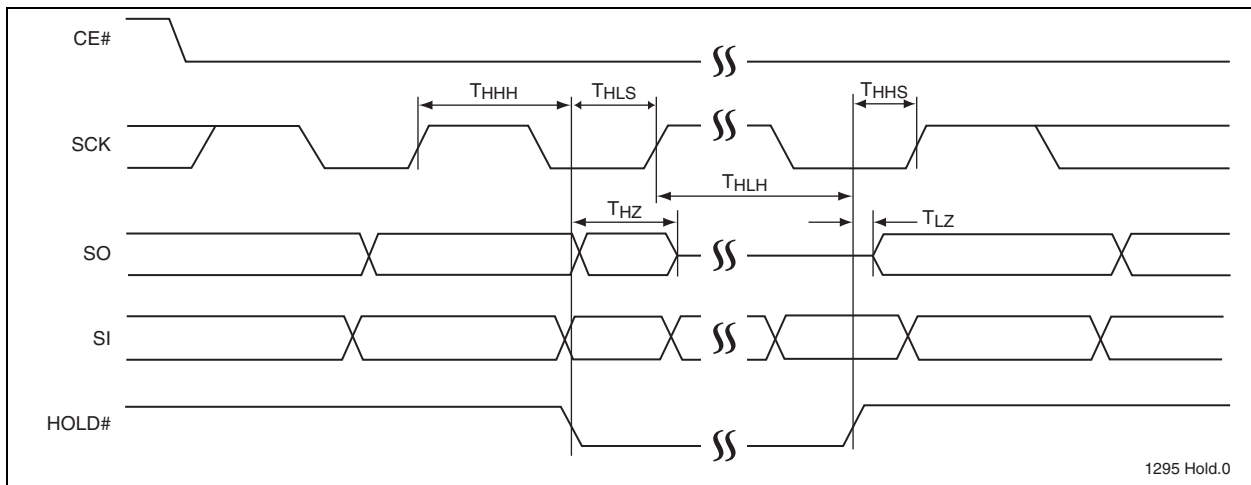 CE#
THHH
THLS
THHS
SCK
THLH
THZ
TLZ
SO
SI
HOLD#
1295 Hold.0